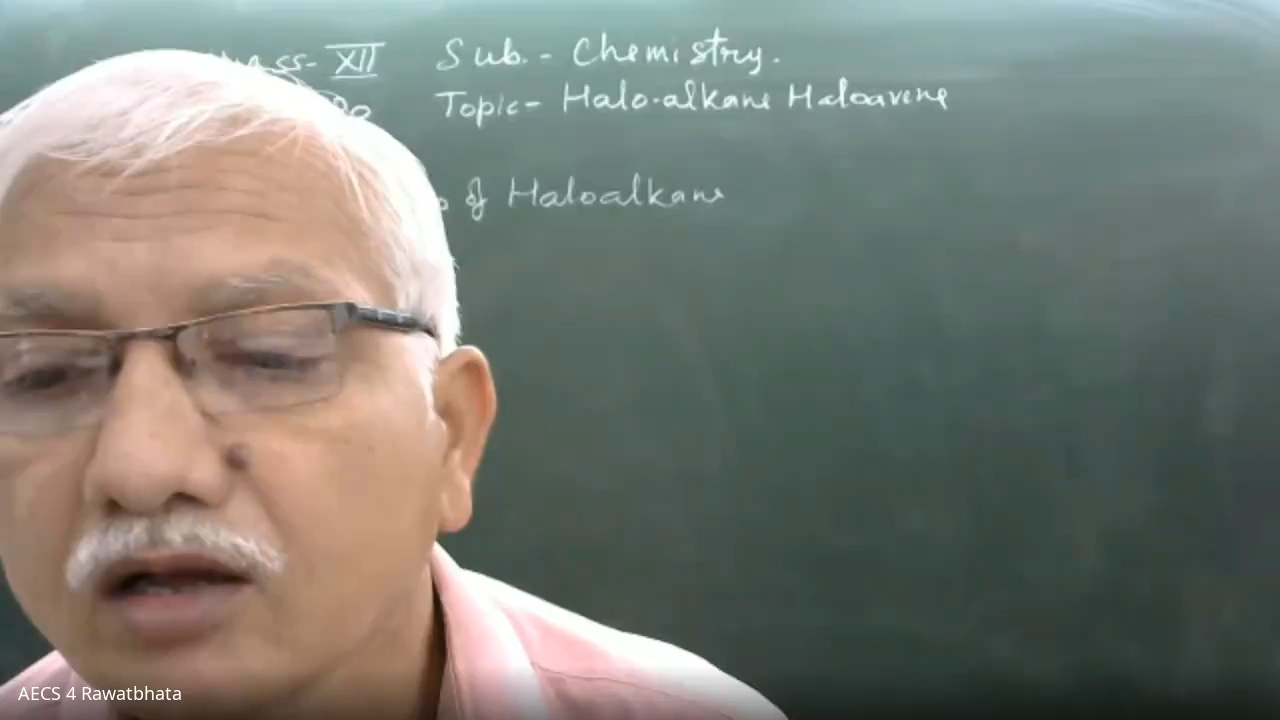 XII Sub. - Chemistry.
Topic - Halo-alkane Haloarene
of Haloalkane
AECS 4 Rawatbhata